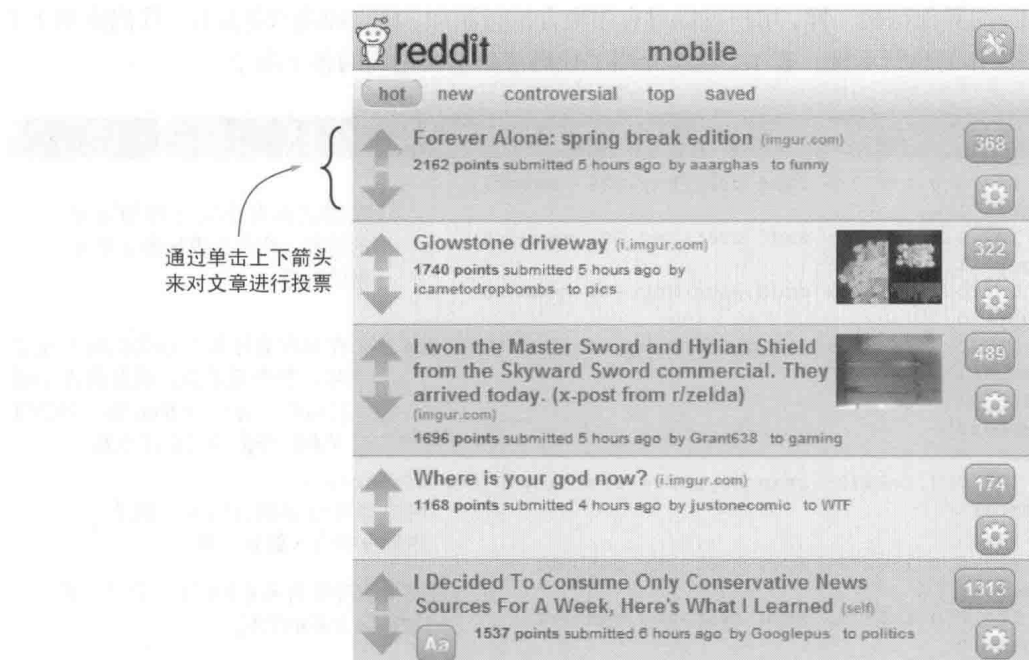 reddit mobile
hot new controversial top saved
Forever Alone: spring break edition (imgur.com)
2162 points submitted 5 hours ago by aaarghas to funny
368
通过单击上下箭头
来对文章进行投票
Glowstone driveway (i.imgur.com)
1740 points submitted 5 hours ago by
icametodropbombs to pics
322
I won the Master Sword and Hylian Shield
from the Skyward Sword commercial. They
arrived today. (x-post from r/zelda)
(imgur.com)
1696 points submitted 5 hours ago by Grant638 to gaming
489
Where is your god now? (i.imgur.com)
1168 points submitted 4 hours ago by justonecomic to WTF
174
I Decided To Consume Only Conservative News
Sources For A Week, Here's What I Learned (self)
Aa
1537 points submitted 6 hours ago by Googlepus to politics
1313